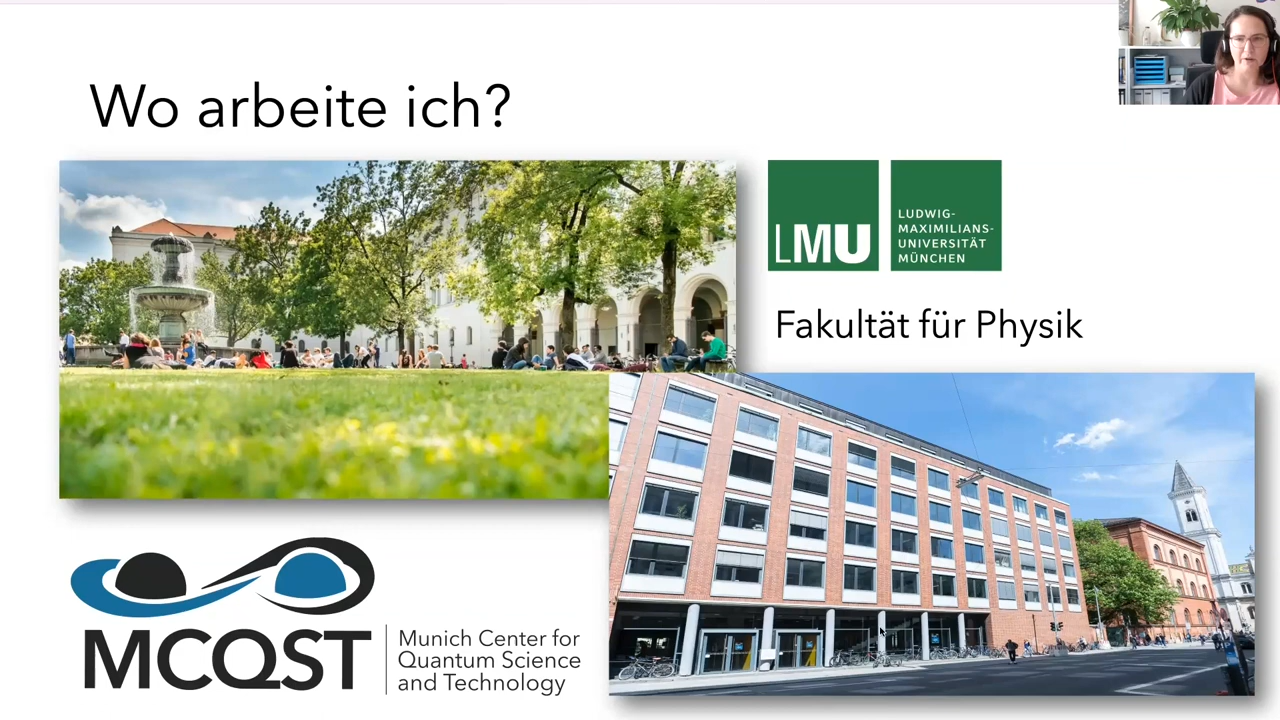 Wo arbeite ich?
LMU
LUDWIG-
MAXIMILIANS-
UNIVERSITÄT
MÜNCHEN
Fakultät für Physik
MCQST
Munich Center for
Quantum Science
and Technology